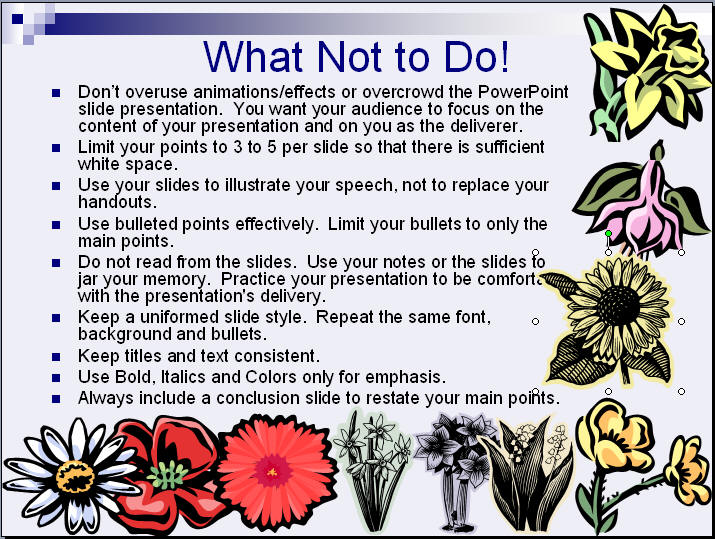 What Not to Do!
Don't overuse animations/effects or overcrowd the PowerPoint
slide presentation.  You want your audience to focus on the
content of your presentation and on you as the deliverer.
Limit your points to 3 to 5 per slide so that there is sufficient
white space.
Use your slides to illustrate your speech, not to replace your
handouts.
Use bulleted points effectively.  Limit your bullets to only the
main points.
Do not read from the slides.  Use your notes or the slides to
jar your memory.  Practice your presentation to be
with the presentation's delivery.
Keep a uniformed slide style.  Repeat the same font,
background and bullets.
Keep titles and text consistent.
Use Bold, Italics and Colors only for emphasis.
Always include a conclusion slide to restate your main points.